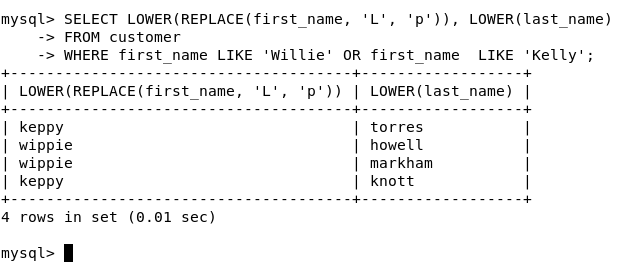 mysql> SELECT LOWER(REPLACE(first_name, 'L', 'p')), LOWER(last_name)
    -> FROM customer
    -> WHERE first_name LIKE 'Willie' OR first_name  LIKE 'Kelly';
+--------------------------------------+------------------+
| LOWER(REPLACE(first_name, 'L', 'p')) | LOWER(last_name) |
+--------------------------------------+------------------+
| keppy                                | torres           |
| wippie                               | howell           |
| wippie                               | markham          |
| keppy                                | knott            |
+--------------------------------------+------------------+
4 rows in set (0.01 sec)
mysql>